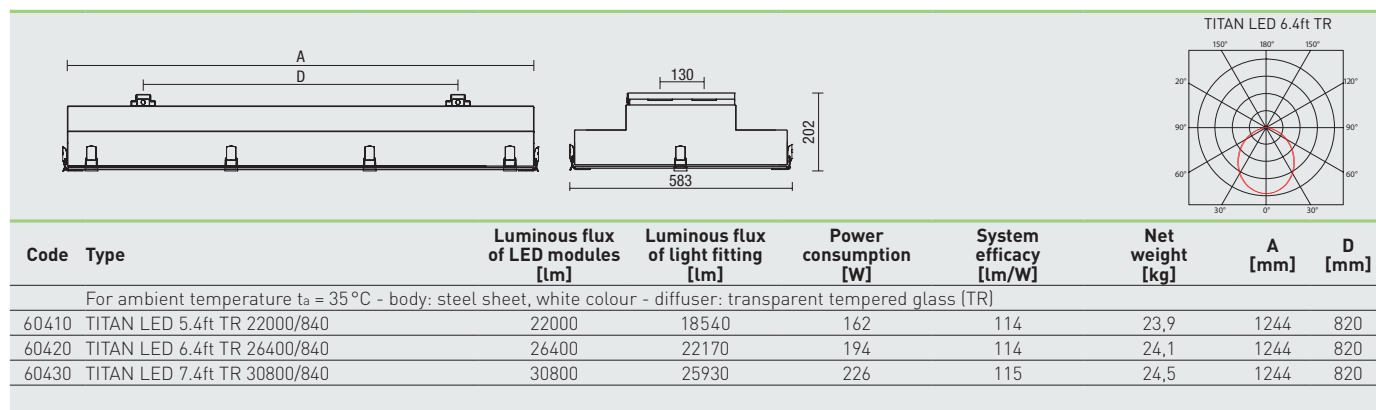 TITAN LED 6.4ft TR
A
D
130
202
583
150° 180° 150°
20° 120°
90° 90°
60° 60°
30° 0° 30°
Code Type Luminous flux of LED modules [lm] Luminous flux of light fitting [lm] Power consumption [W] System efficacy [lm/W] Net weight [kg] A [mm] D [mm]
For ambient temperature ta = 35°C - body: steel sheet, white colour - diffuser: transparent tempered glass (TR)
60410 TITAN LED 5.4ft TR 22000/840 22000 18540 162 114 23,9 1244 820
60420 TITAN LED 6.4ft TR 26400/840 26400 22170 194 114 24,1 1244 820
60430 TITAN LED 7.4ft TR 30800/840 30800 25930 226 115 24,5 1244 820